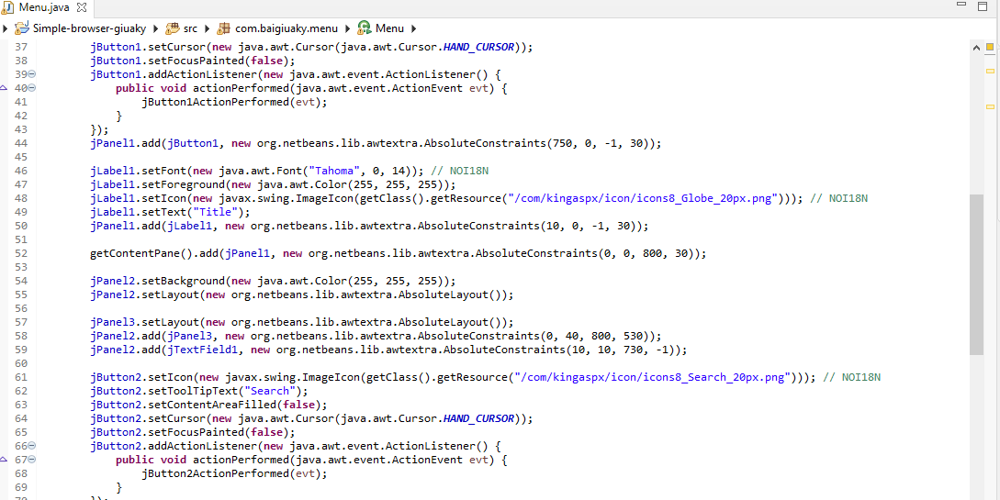 Menu.java
Simple-browser-giuaky src com.baigiuaky.menu Menu
37 jButton1.setCursor(new java.awt.Cursor(java.awt.Cursor.HAND_CURSOR));
38 jButton1.setFocusPainted(false);
39 jButton1.addActionListener(new java.awt.event.ActionListener() {
40 public void actionPerformed(java.awt.event.ActionEvent evt) {
41 jButton1ActionPerformed(evt);
42 }
43 });
44 jPanel1.add(jButton1, new org.netbeans.lib.awtextra.AbsoluteConstraints(750, 0, -1, 30));
45
46 jLabel1.setFont(new java.awt.Font("Tahoma", 0, 14)); // NOI18N
47 jLabel1.setForeground(new java.awt.Color(255, 255, 255));
48 jLabel1.setIcon(new javax.swing.ImageIcon(getClass().getResource("/com/kingaspx/icon/icons8_Globe_20px.png"))); // NOI18N
49 jLabel1.setText("Title");
50 jPanel1.add(jLabel1, new org.netbeans.lib.awtextra.AbsoluteConstraints(10, 0, -1, 30));
51
52 getContentPane().add(jPanel1, new org.netbeans.lib.awtextra.AbsoluteConstraints(0, 0, 800, 30));
53
54 jPanel2.setBackground(new java.awt.Color(255, 255, 255));
55 jPanel2.setLayout(new org.netbeans.lib.awtextra.AbsoluteLayout());
56
57 jPanel3.setLayout(new org.netbeans.lib.awtextra.AbsoluteLayout());
58 jPanel2.add(jPanel3, new org.netbeans.lib.awtextra.AbsoluteConstraints(0, 40, 800, 530));
59 jPanel2.add(jTextField1, new org.netbeans.lib.awtextra.AbsoluteConstraints(10, 10, 730, -1));
60
61 jButton2.setIcon(new javax.swing.ImageIcon(getClass().getResource("/com/kingaspx/icon/icons8_Search_20px.png"))); // NOI18N
62 jButton2.setToolTipText("Search");
63 jButton2.setContentAreaFilled(false);
64 jButton2.setCursor(new java.awt.Cursor(java.awt.Cursor.HAND_CURSOR));
65 jButton2.setFocusPainted(false);
66 jButton2.addActionListener(new java.awt.event.ActionListener() {
67 public void actionPerformed(java.awt.event.ActionEvent evt) {
68 jButton2ActionPerformed(evt);
69 }
70 });